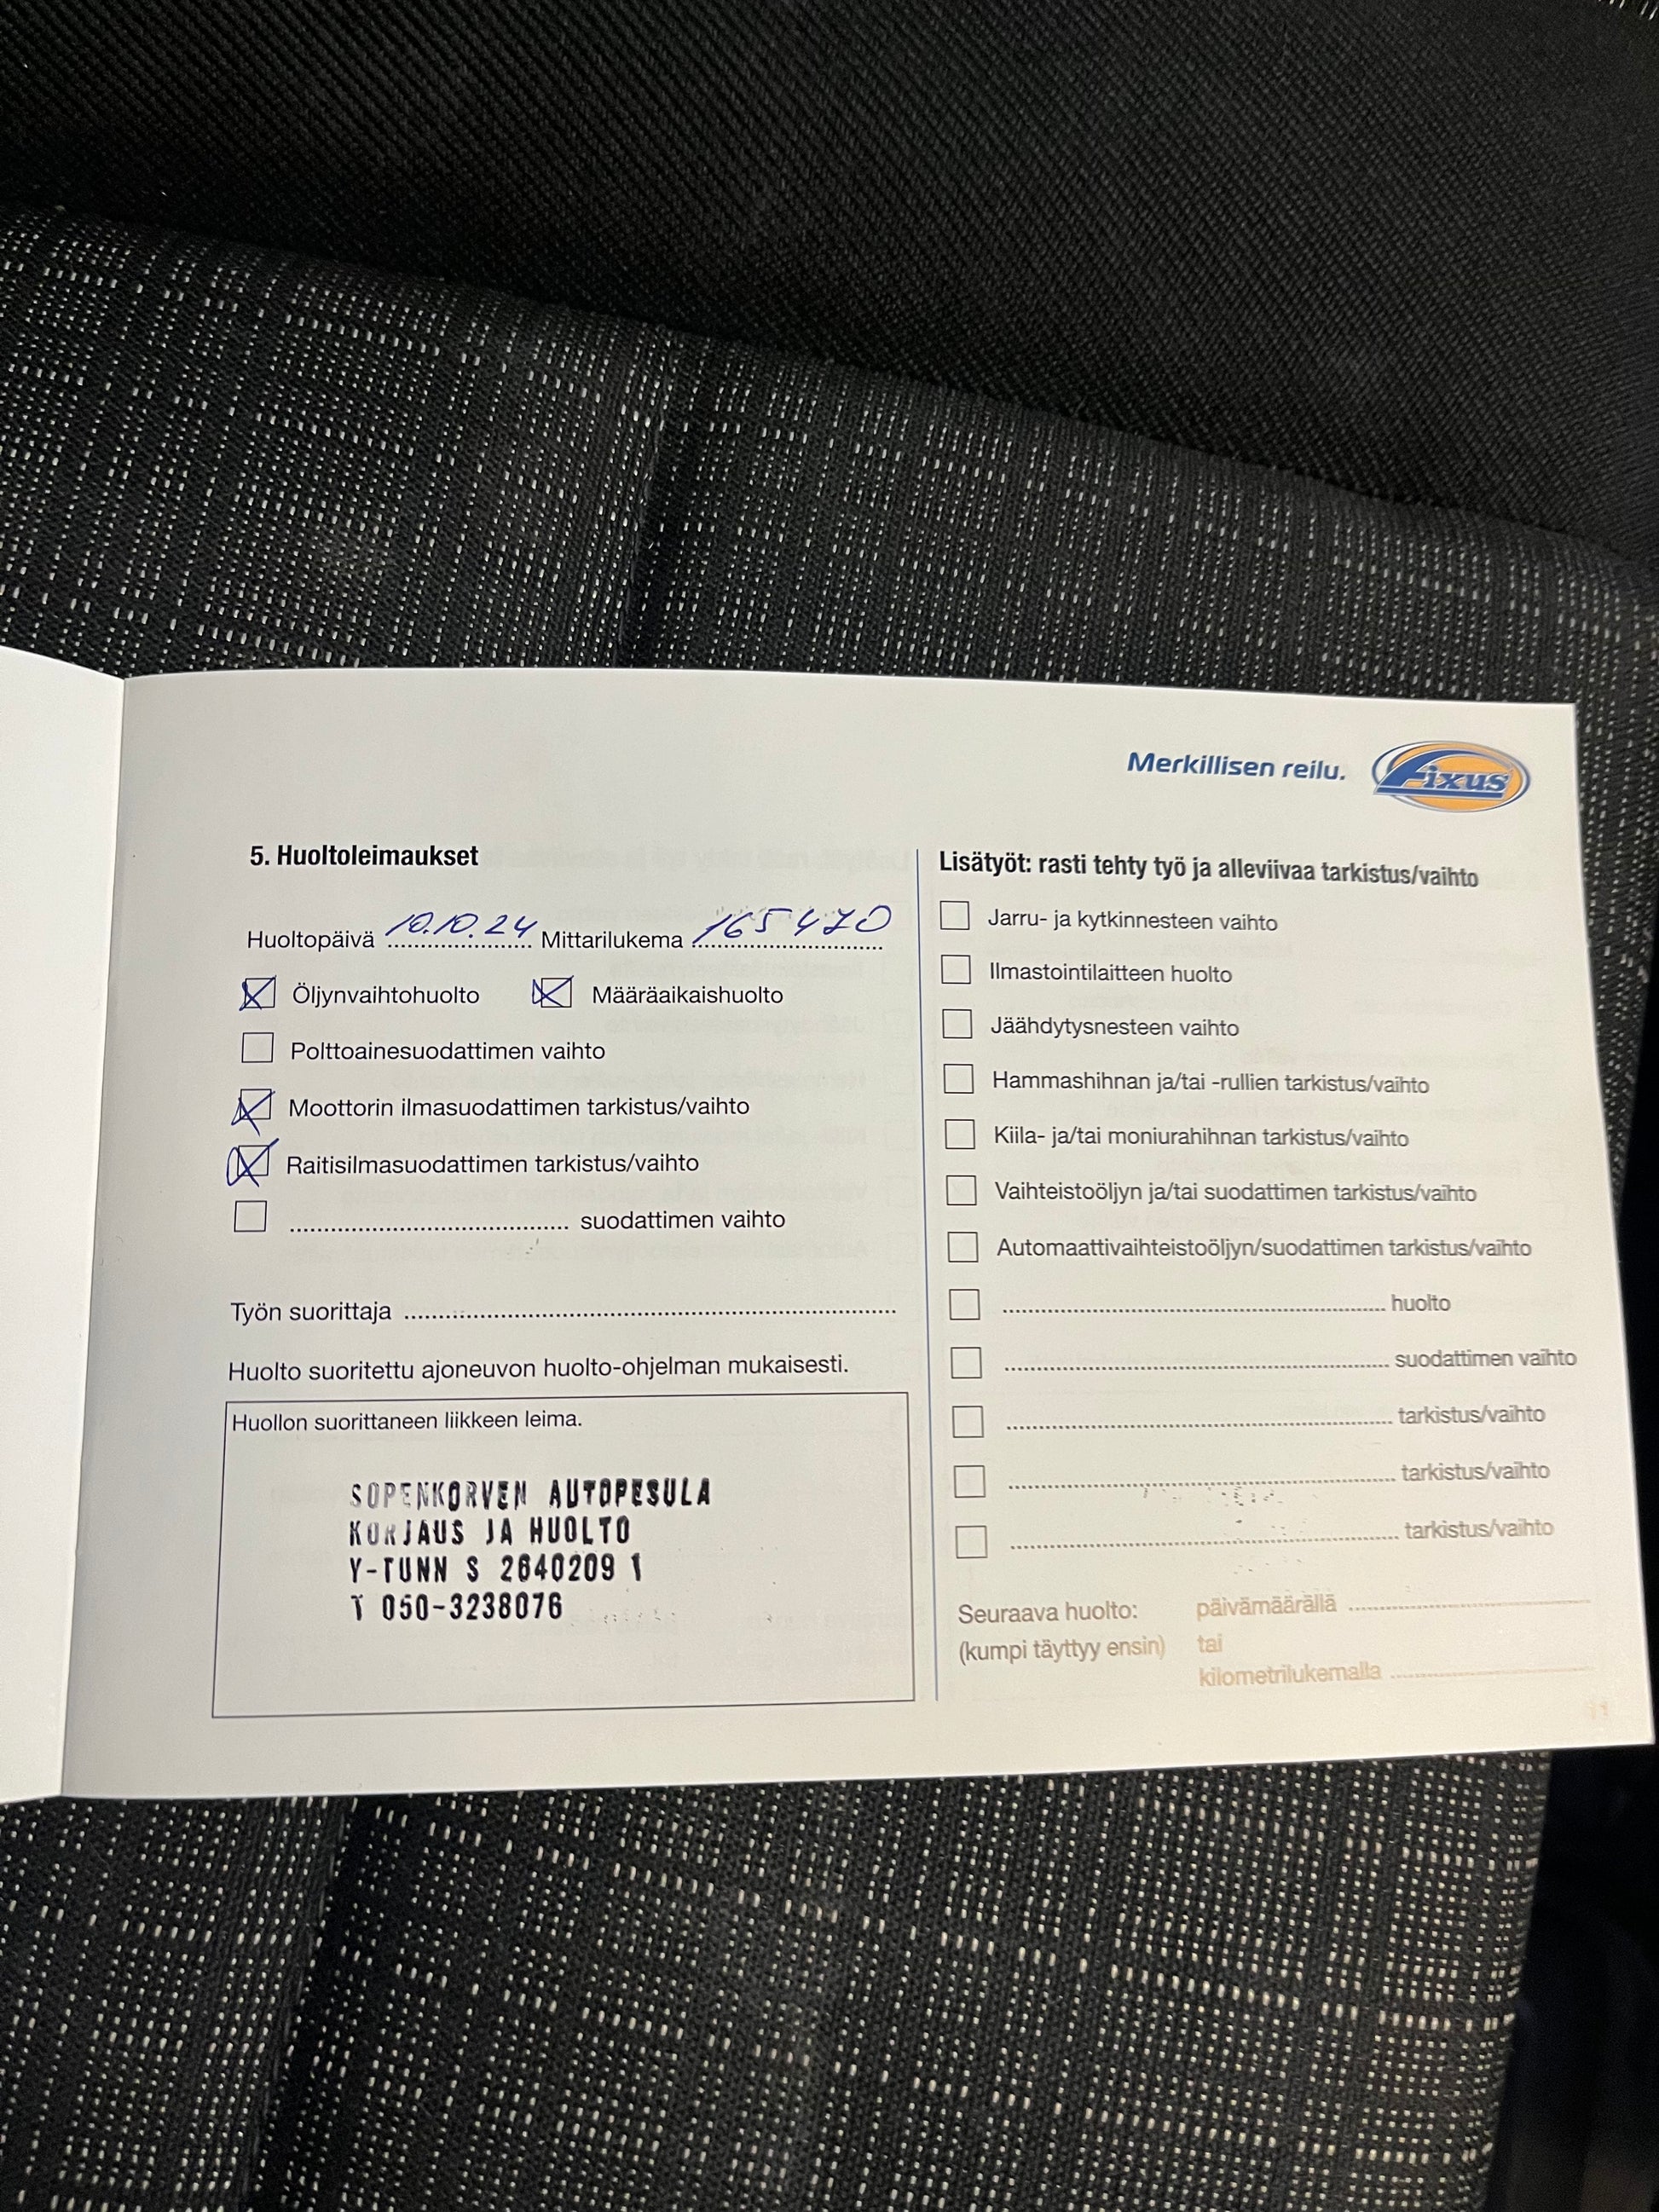 Merkillisen reilu. Fixus
5. Huoltoleimaukset
Huoltopäivä 10.10.24 Mittarilukema 165 470
Öljynvaihtohuolto Määräaikaishuolto
Polttoainesuodattimen vaihto
Moottorin ilmasuodattimen tarkistus/vaihto
Raitisilmasuodattimen tarkistus/vaihto
suodattimen vaihto
Työn suorittaja
Huolto suoritettu ajoneuvon huolto-ohjelman mukaisesti.
Huollon suorittaneen liikkeen leima.
SOPENKORVEN AUTOPESULA
KORJAUS JA HUOLTO
Y-TUNN S 2640209 1
T 050-3238076
Lisätyöt: rasti tehty työ ja alleviivaa tarkistus/vaihto
Jarru- ja kytkinnesteen vaihto
Ilmastointilaitteen huolto
Jäähdytysnesteen vaihto
Hammashihnan ja/tai -rullien tarkistus/vaihto
Kiila- ja/tai moniurahihnan tarkistus/vaihto
Vaihteistoöljyn ja/tai suodattimen tarkistus/vaihto
Automaattivaihteistoöljyn/suodattimen tarkistus/vaihto
huolto
suodattimen vaihto
tarkistus/vaihto
tarkistus/vaihto
tarkistus/vaihto
Seuraava huolto: päivämäärällä
(kumpi täyttyy ensin) tai
kilometrilukemalla
11